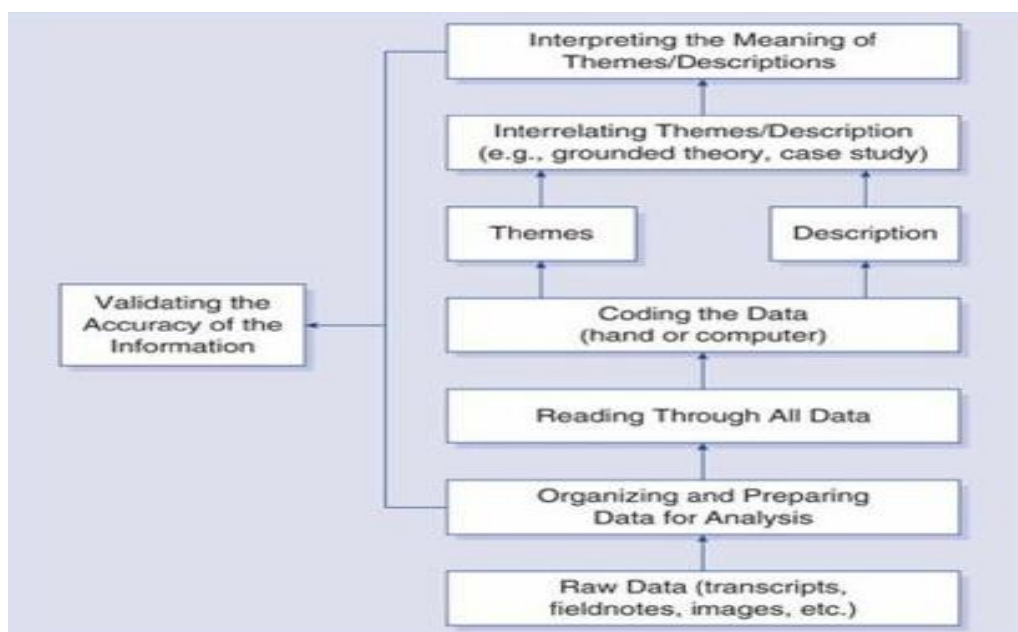 Interpreting the Meaning of
Themes/Descriptions
Interrelating Themes/Description
(e.g., grounded theory, case study)
Themes
Description
Validating the
Accuracy of the
Information
Coding the Data
(hand or computer)
Reading Through All Data
Organizing and Preparing
Data for Analysis
Raw Data (transcripts,
fieldnotes, images, etc.)